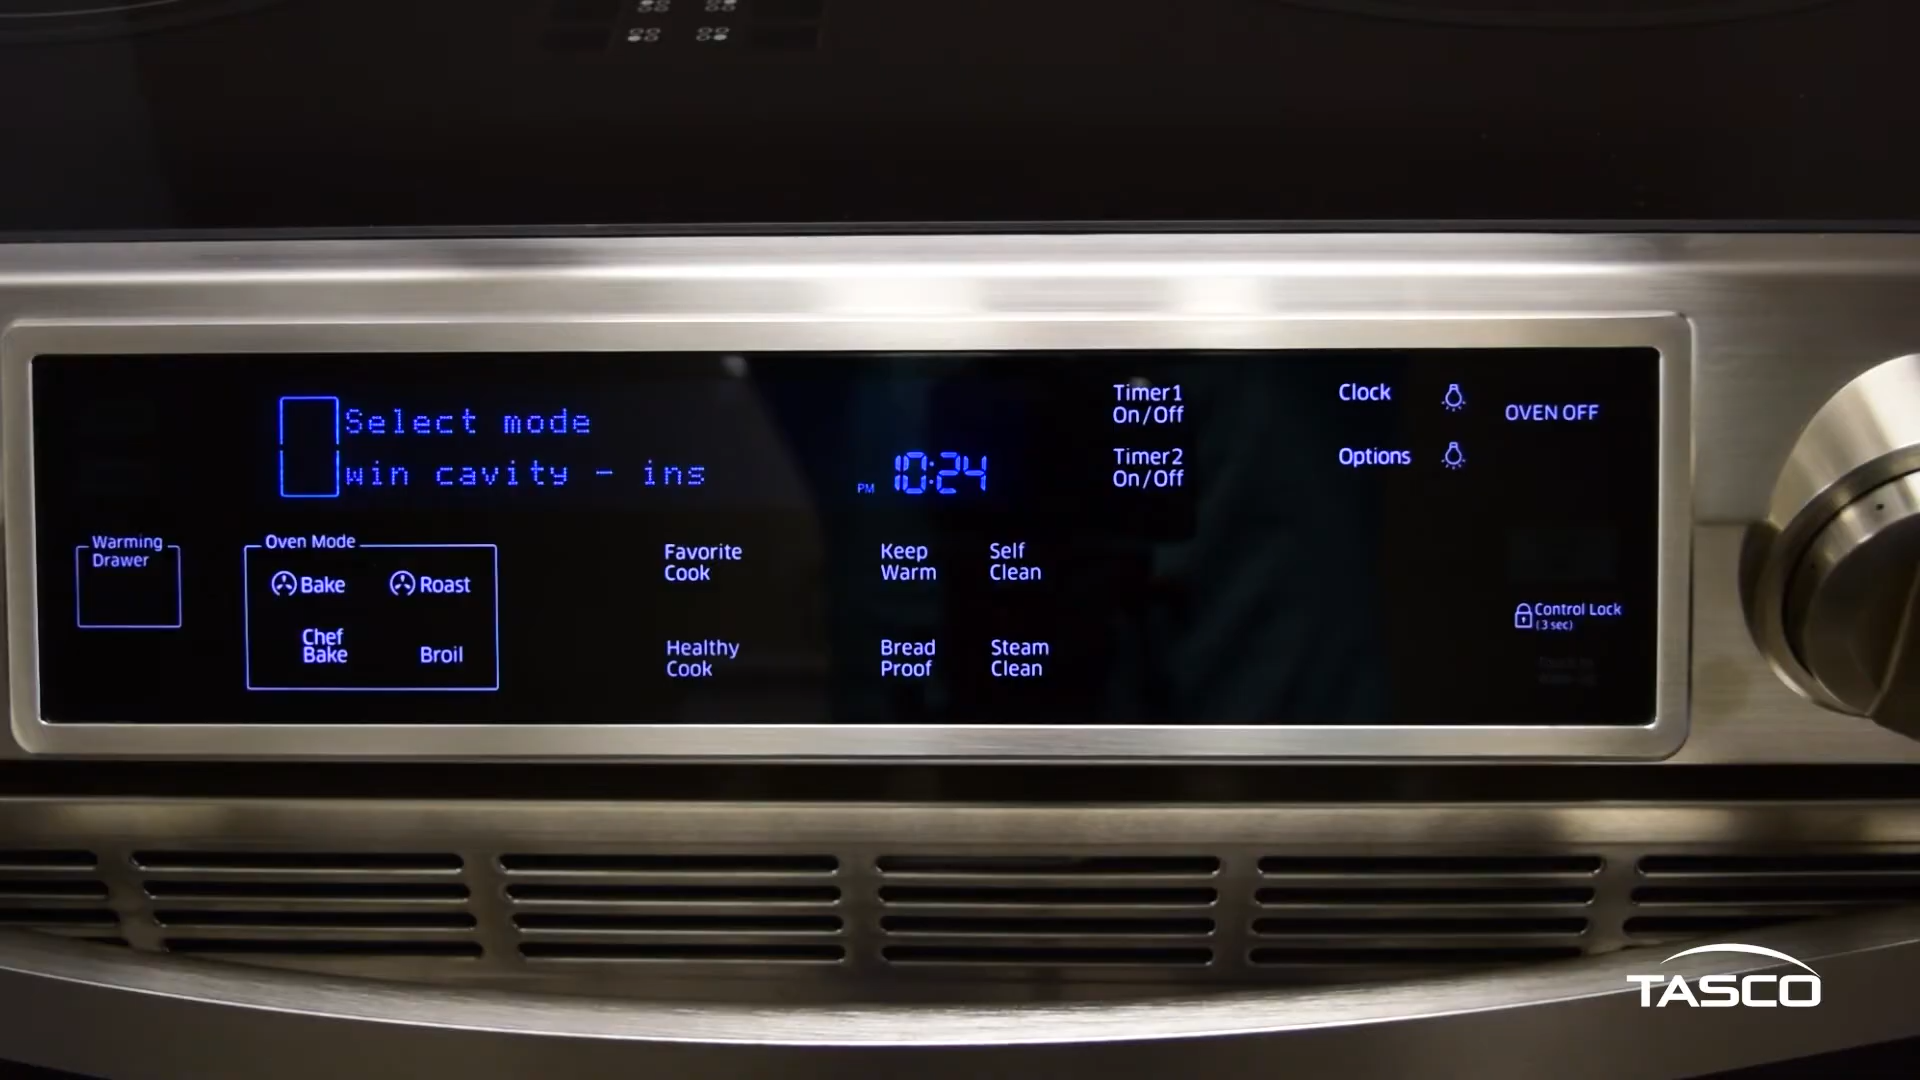 Select mode
win cavity - ins
PM 10:24
Timer1
On/Off
Timer2
On/Off
Clock
Options
OVEN OFF
Warming
Drawer
Oven Mode
Bake
Roast
Chef
Bake
Broil
Favorite
Cook
Healthy
Cook
Keep
Warm
Bread
Proof
Self
Clean
Steam
Clean
Control Lock
(3 sec)
TASCO